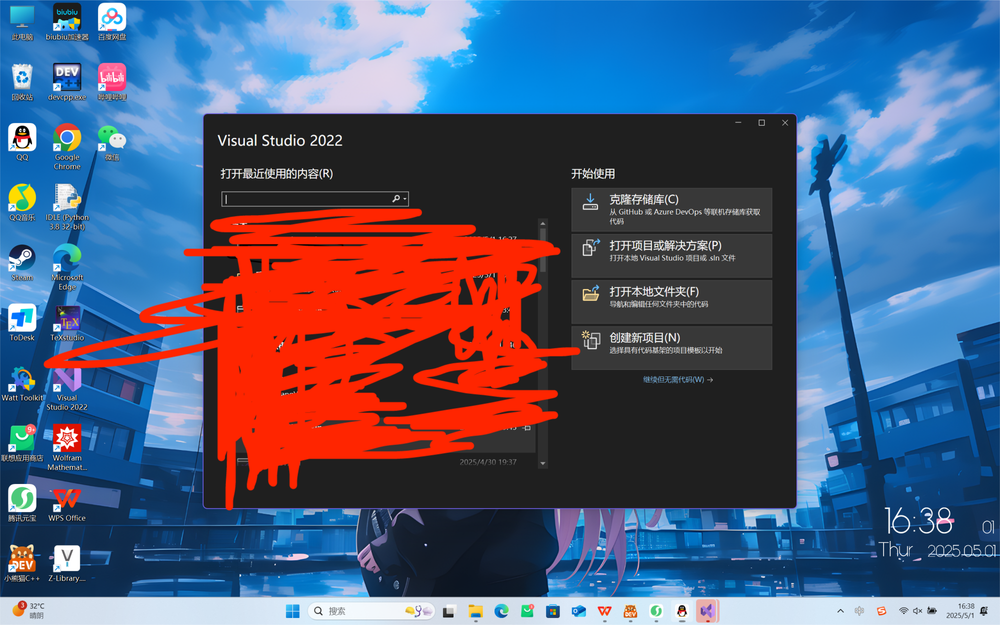 此电脑
biubiu
biubiu加速器
百度网盘
回收站
DEV
C++
devcpp.exe
bilibili
哔哩哔哩
QQ
Google
Chrome
微信
QQ音乐
IDLE (Python
3.8 32-bit)
Steam
Microsoft
Edge
ToDesk
TEX
TeXstudio
Watt Toolkit
Visual
Studio 2022
9+
联想应用商店
Wolfram
Mathemat...
腾讯元宝
WPS Office
DEV
小熊猫C++
Z-Library....
Visual Studio 2022
打开最近使用的内容(R)
2025/4/30 19:37
开始使用
克隆存储库(C)
从 GitHub 或 Azure DevOps 等联机存储库获取
代码
打开项目或解决方案(P)
打开本地 Visual Studio 项目或 .sln 文件
打开本地文件夹(F)
导航和编辑任何文件夹中的代码
创建新项目(N)
选择具有代码基架的项目模板以开始
继续但无需代码(W) →
16:38
01
Thur
2025.05.01
3
32°C
晴朗
搜索
3
DEV
中
16:38
2025/5/1